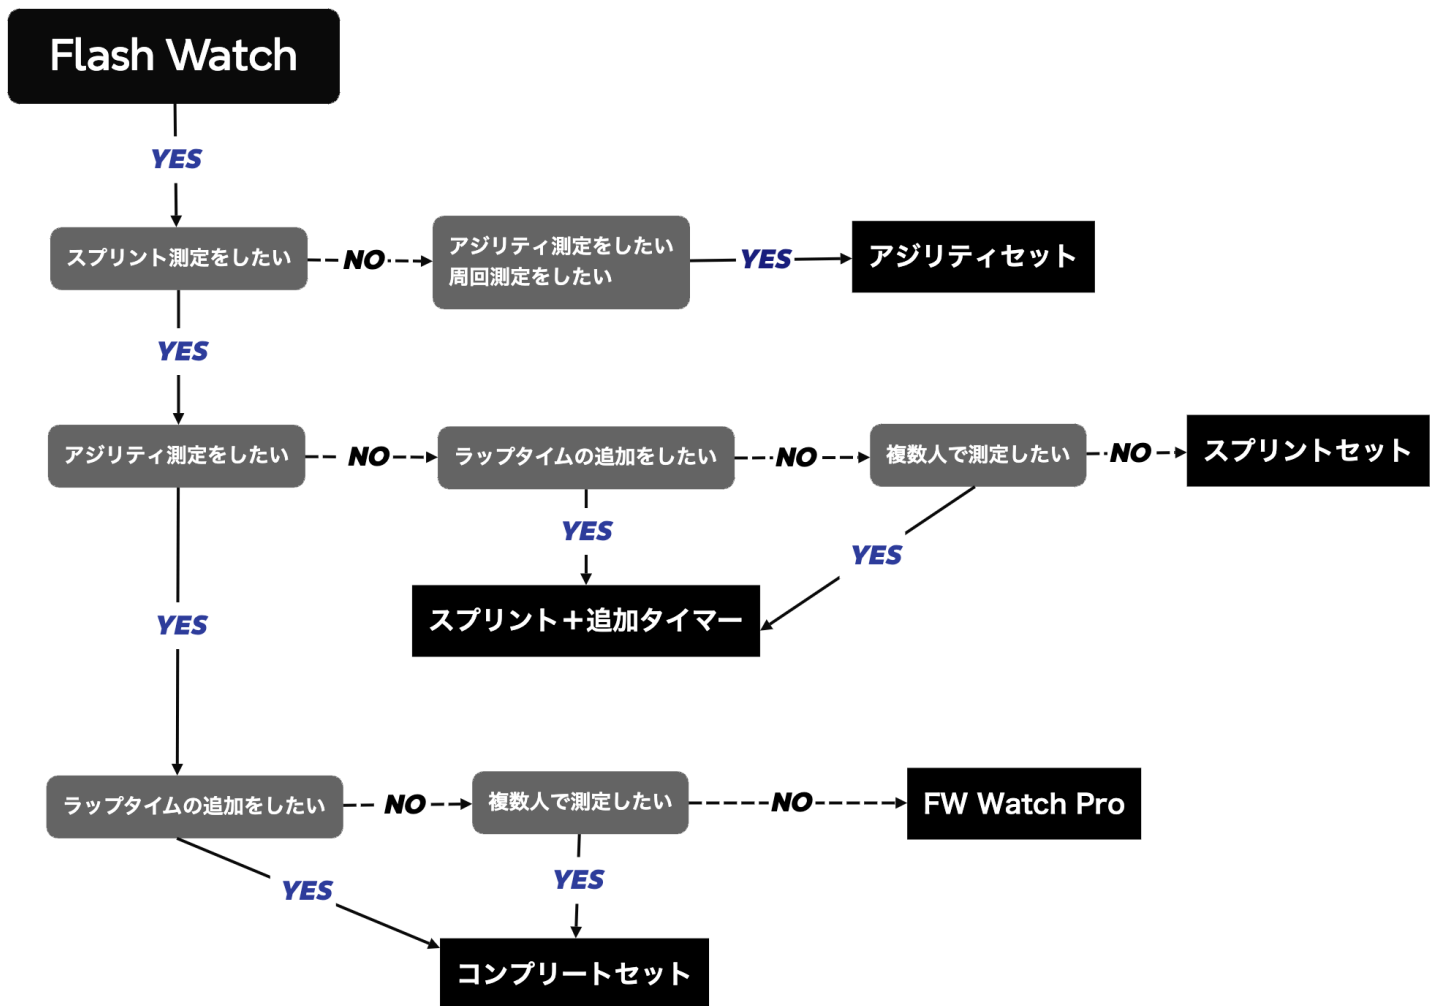 Flash Watch
YES
スプリント測定をしたい
NO
アジリティ測定をしたい
周回測定をしたい
YES
アジリティセット
YES
アジリティ測定をしたい
NO
ラップタイムの追加をしたい
NO
複数人で測定したい
NO
スプリントセット
YES
YES
スプリント＋追加タイマー
YES
ラップタイムの追加をしたい
NO
複数人で測定したい
NO
FW Watch Pro
YES
YES
コンプリートセット